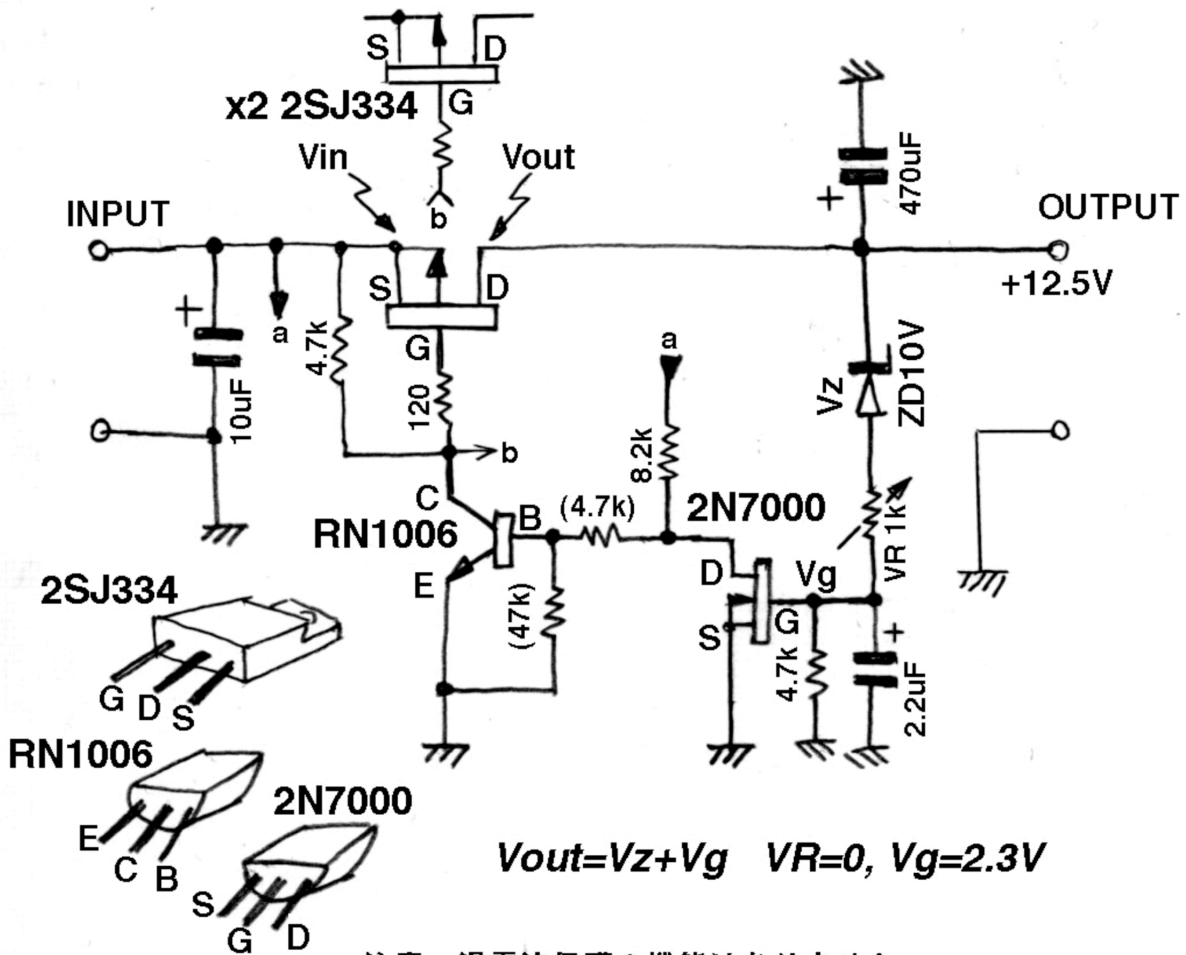 S D
x2 2SJ334 G
Vin Vout
b
INPUT
+ 470uF
OUTPUT
+12.5V
S D
+
a
4.7k
G
10uF
120
b
a
8.2k
Vz
ZD10V
C
RN1006
B
(4.7k)
2N7000
VR 1k
E
(47k)
D
Vg
S
G
4.7k Ω
+
2.2uF
2SJ334
G D S
RN1006
E C B
2N7000
S G D
Vout=Vz+Vg VR=0, Vg=2.3V